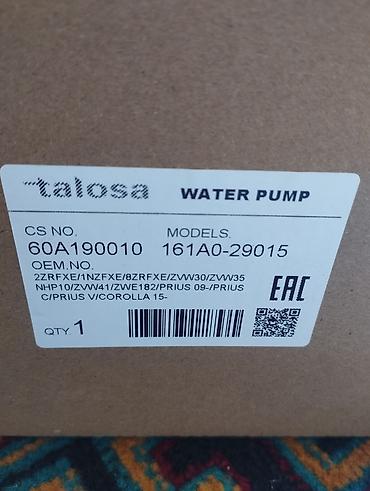 talosa WATER PUMP
CS NO. MODELS.
60A190010 161A0-29015
OEM.NO.
2ZRFXE/1NZFXE/8ZRFXE/ZVW30/ZVW35
NHP10/ZVW41/ZWE182/PRIUS 09-/PRIUS
C/PRIUS V/COROLLA 15-
EAC
QTY. 1